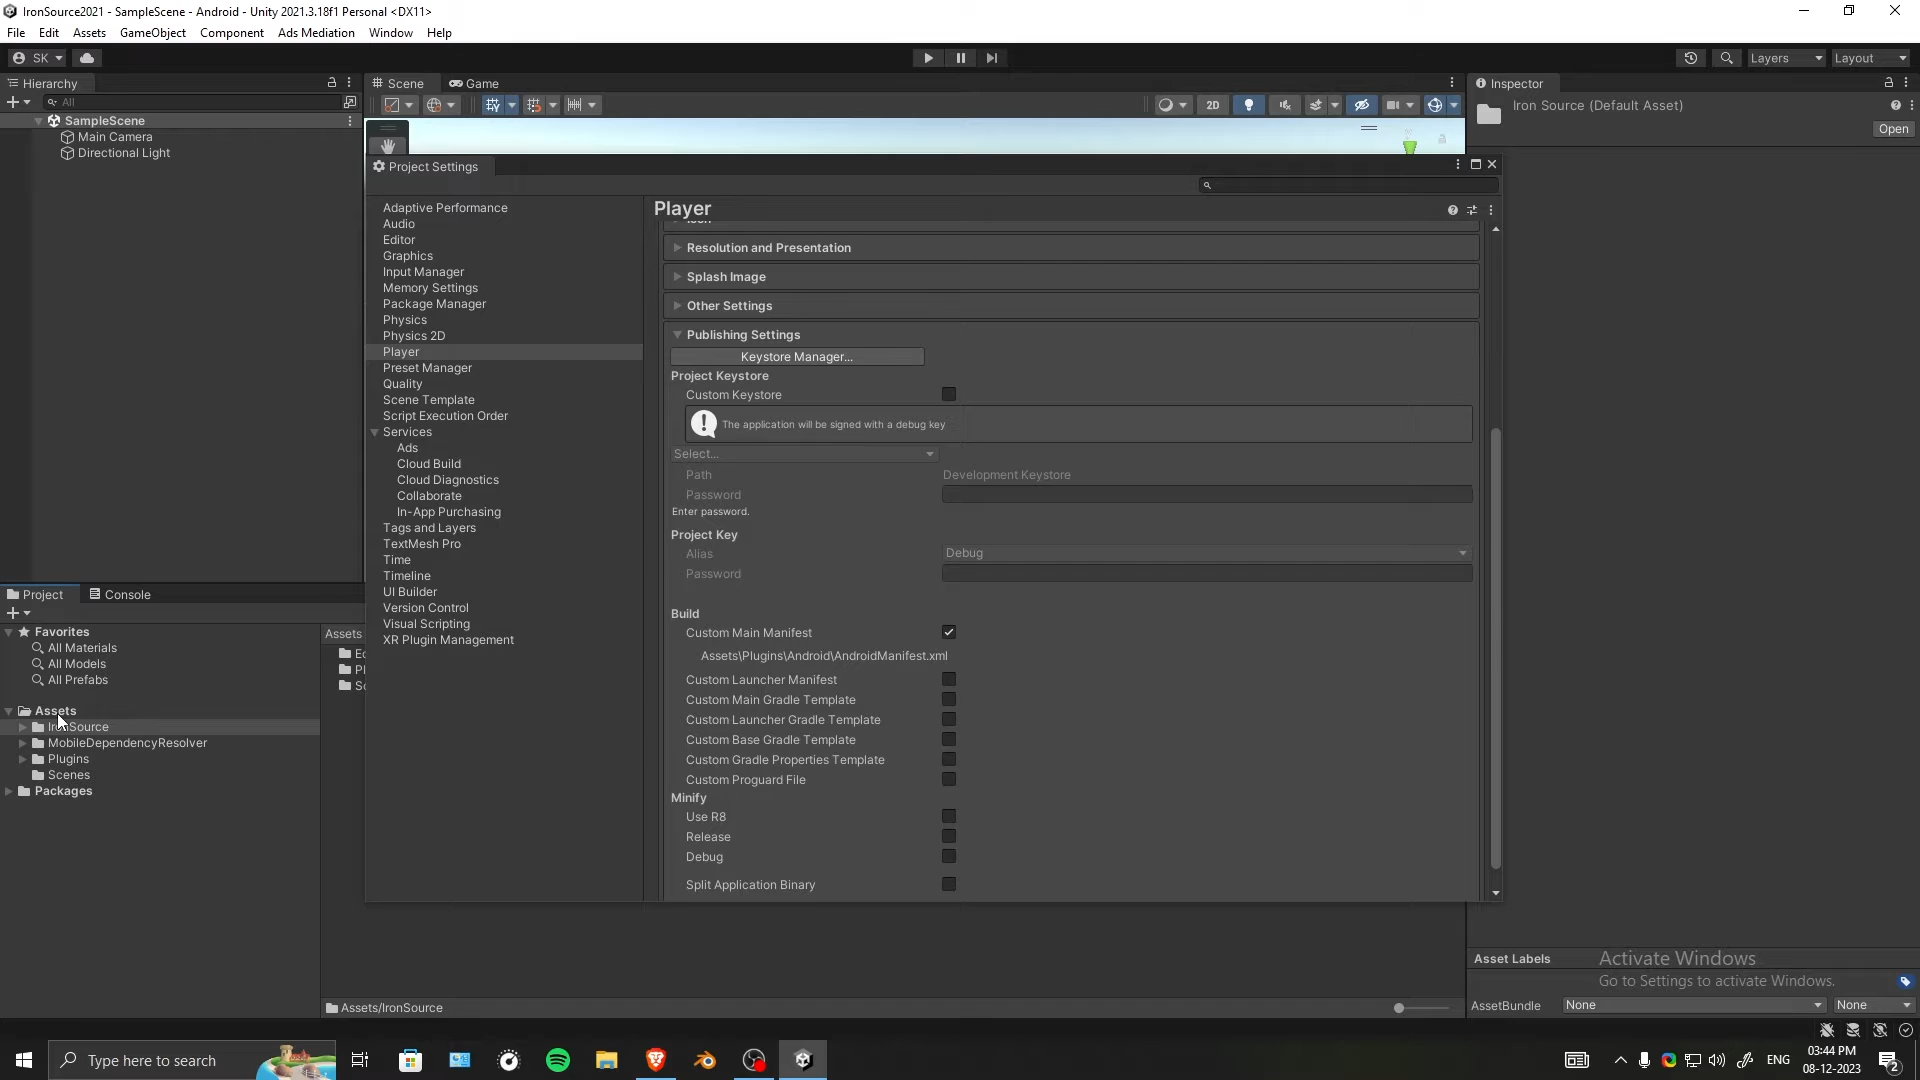 IronSource2021 - SampleScene - Android - Unity 2021.3.18f1 Personal <DX11>
File Edit Assets GameObject Component Ads Mediation Window Help
SK
Layers
Layout
Hierarchy
All
SampleScene
Main Camera
Directional Light
Scene
Game
2D
Inspector
Iron Source (Default Asset)
Open
Project Settings
Adaptive Performance
Audio
Editor
Graphics
Input Manager
Memory Settings
Package Manager
Physics
Physics 2D
Player
Preset Manager
Quality
Scene Template
Script Execution Order
Services
Ads
Cloud Build
Cloud Diagnostics
Collaborate
In-App Purchasing
Tags and Layers
TextMesh Pro
Time
Timeline
UI Builder
Version Control
Visual Scripting
XR Plugin Management
Player
Resolution and Presentation
Splash Image
Other Settings
Publishing Settings
Keystore Manager...
Project Keystore
Custom Keystore
The application will be signed with a debug key
Select...
Path Development Keystore
Password
Enter password.
Project Key
Alias Debug
Password
Build
Custom Main Manifest
Assets\Plugins\Android\AndroidManifest.xml
Custom Launcher Manifest
Custom Main Gradle Template
Custom Launcher Gradle Template
Custom Base Gradle Template
Custom Gradle Properties Template
Custom Proguard File
Minify
Use R8
Release
Debug
Split Application Binary
Project
Console
Favorites
All Materials
All Models
All Prefabs
Assets
IronSource
MobileDependencyResolver
Plugins
Scenes
Packages
Assets
Assets/IronSource
Asset Labels
Activate Windows
Go to Settings to activate Windows.
AssetBundle None None
Type here to search
ENG
03:44 PM
08-12-2023
2